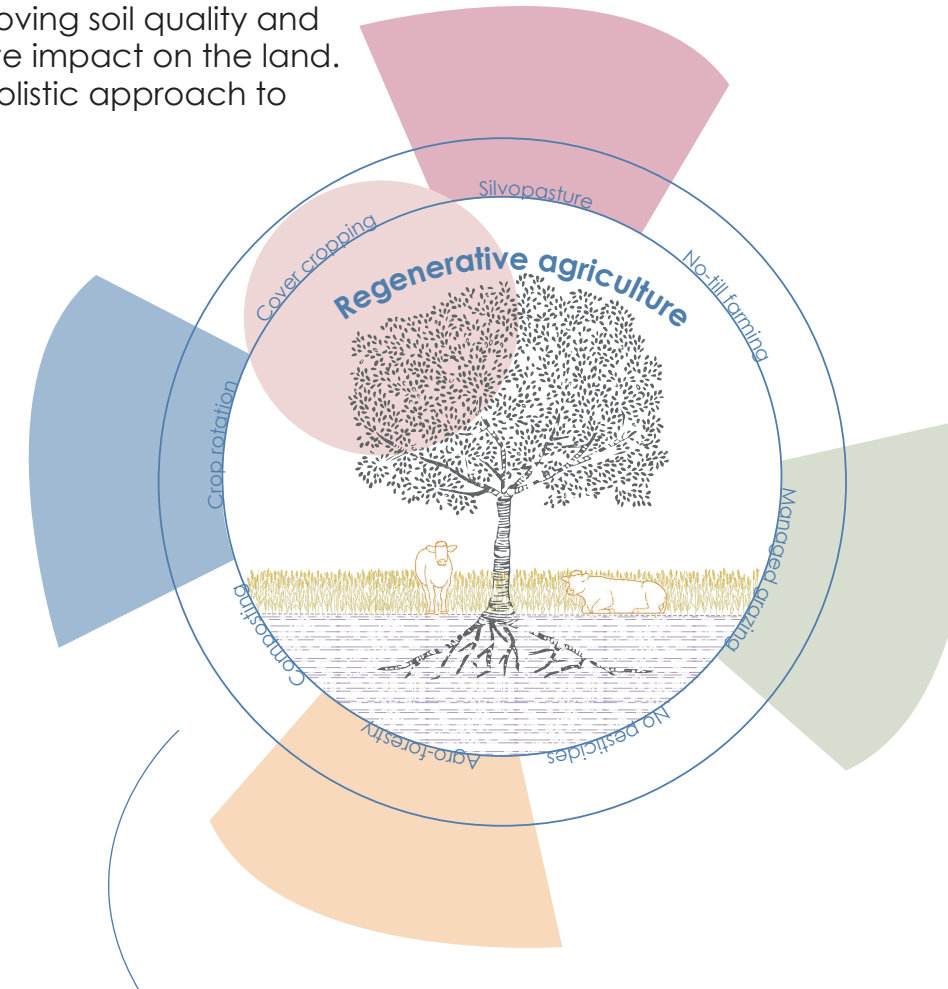 oving soil quality and
e impact on the land.
olistic approach to
Silvopasture
Cover cropping
No-till farming
Regenerative agriculture
Crop rotation
Managed grazing
Composting
No pesticides
Agro-forestry